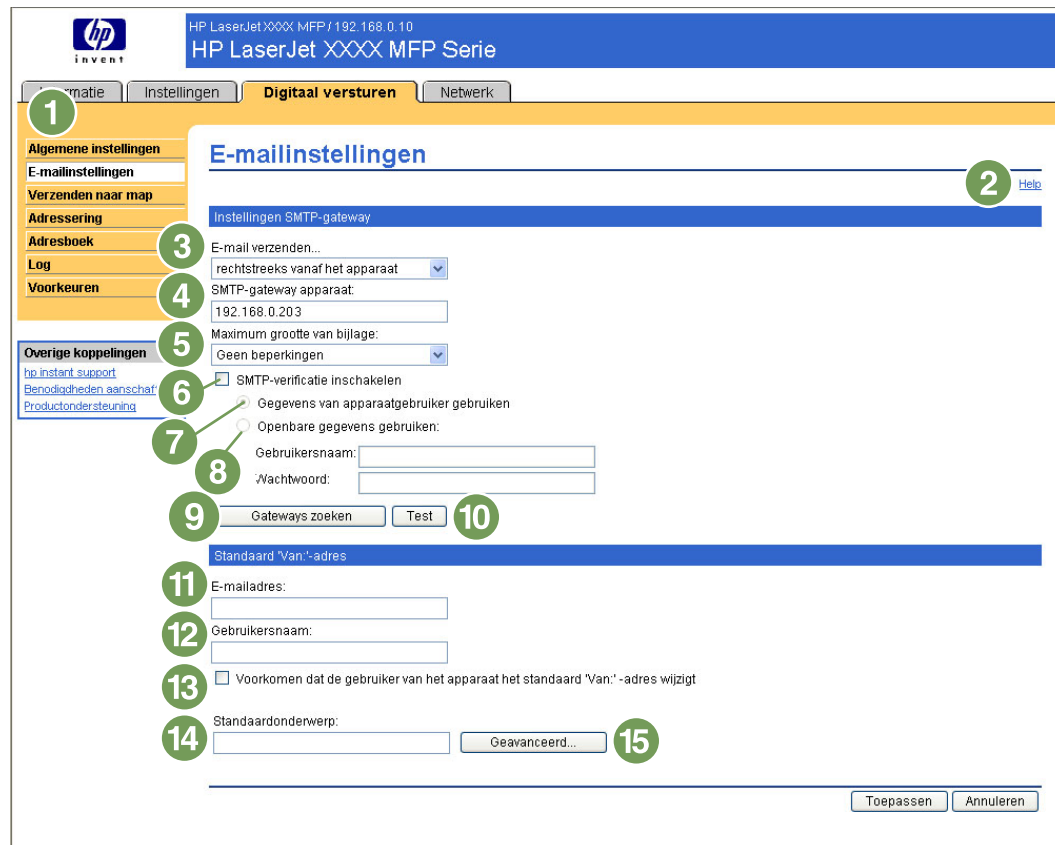 hp
invent
HP LaserJet XXXX MFP / 192.168.0.10
HP LaserJet XXXX MFP Serie
Instellingen
Digitaal versturen
Netwerk
1
Algemene instellingen
E-mailinstellingen
Verzenden naar map
Adressering
Adresboek
Log
Voorkeuren
Overige koppelingen
hp instant support
Benodigdheden
Productondersteuning
E-mailinstellingen
2
Help
Instellingen SMTP-gateway
3
E-mail verzenden...
rechtstreeks vanaf het apparaat
4
SMTP-gateway apparaat:
192.168.0.203
5
Maximum grootte van bijlage:
Geen beperkingen
6
SMTP-verificatie inschakelen
7
Gegevens van apparaatgebruiker gebruiken
8
Openbare gegevens gebruiken:
Gebruikersnaam:
Wachtwoord:
9
Gateways zoeken
Test
10
Standaard 'Van:'-adres
11
E-mailadres:
12
Gebruikersnaam:
13
Voorkomen dat de gebruiker van het apparaat het standaard 'Van:' -adres wijzigt
14
Standaardonderwerp:
Geavanceerd...
15
Toepassen
Annuleren